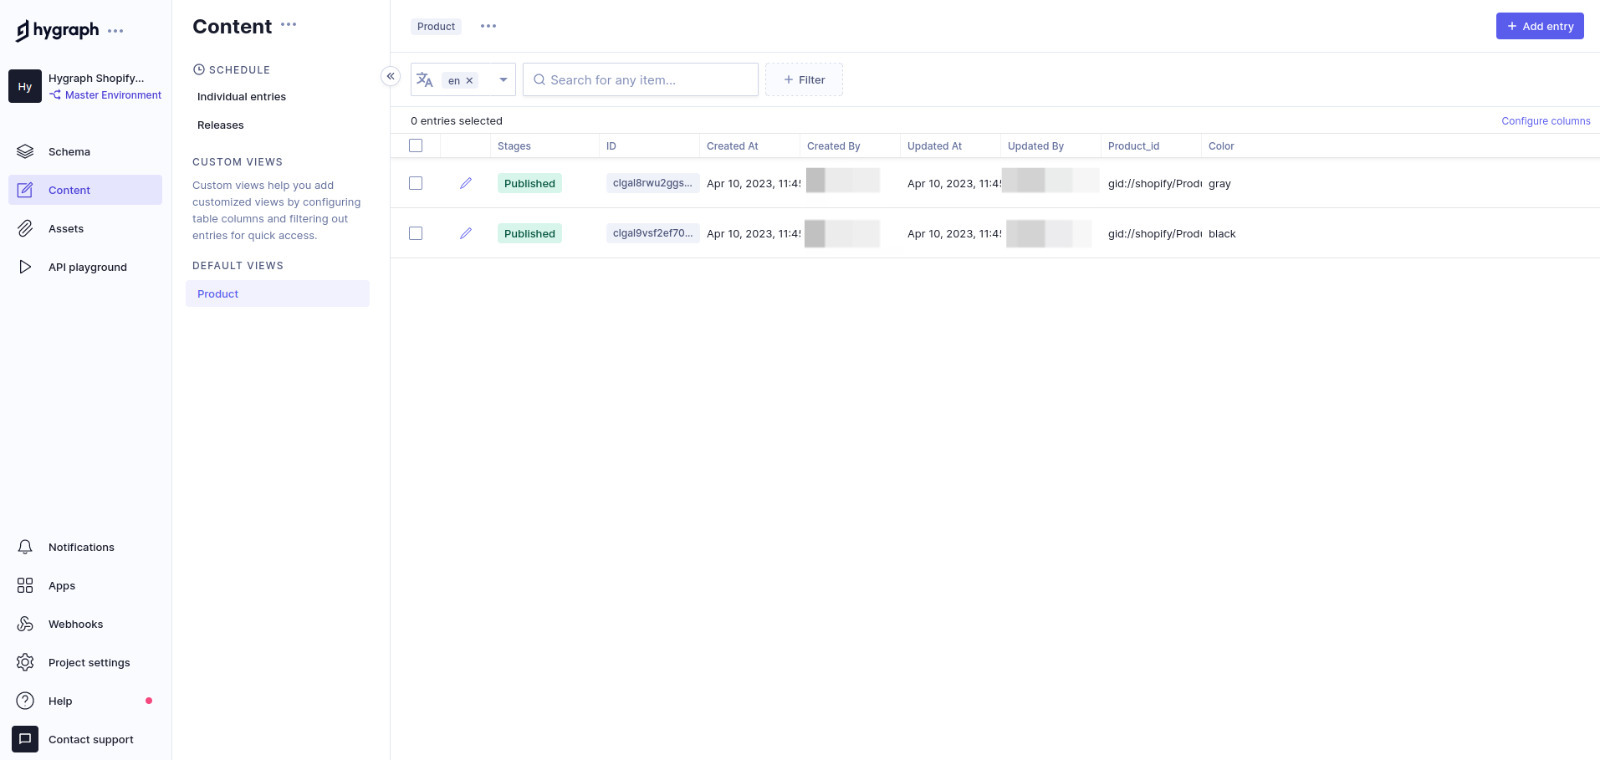 hygraph
Hy
Hygraph Shopify...
Master Environment
Schema
Content
Assets
API playground
Notifications
Apps
Webhooks
Project settings
Help
Contact support
Content
SCHEDULE
Individual entries
Releases
CUSTOM VIEWS
Custom views help you add
customized views by configuring
table columns and filtering out
entries for quick access.
DEFAULT VIEWS
Product
Product
+ Add entry
en ×
Search for any item...
+ Filter
0 entries selected
Configure columns
Stages ID Created At Created By Updated At Updated By Product_id Color
Published clgal8rwu2ggs... Apr 10, 2023, 11:45 Apr 10, 2023, 11:45 gid://shopify/Produ gray
Published clgal9vsf2ef70... Apr 10, 2023, 11:45 Apr 10, 2023, 11:45 gid://shopify/Produ black